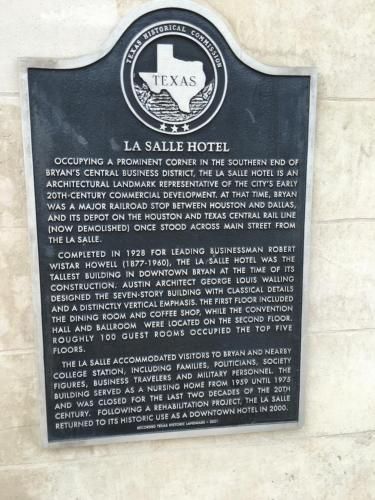 TEXAS HISTORICAL COMMISSION
TEXAS
LA SALLE HOTEL
OCCUPYING A PROMINENT CORNER IN THE SOUTHERN END OF
BRYAN'S CENTRAL BUSINESS DISTRICT, THE LA SALLE HOTEL IS AN
ARCHITECTURAL LANDMARK REPRESENTATIVE OF THE CITY'S EARLY
20TH-CENTURY COMMERCIAL DEVELOPMENT. AT THAT TIME, BRYAN
WAS A MAJOR RAILROAD STOP BETWEEN HOUSTON AND DALLAS,
AND ITS DEPOT ON THE HOUSTON AND TEXAS CENTRAL RAIL LINE
(NOW DEMOLISHED) ONCE STOOD ACROSS MAIN STREET FROM
THE LA SALLE.
COMPLETED IN 1928 FOR LEADING BUSINESSMAN ROBERT
WISTAR HOWELL (1877-1960), THE LA SALLE HOTEL WAS THE
TALLEST BUILDING IN DOWNTOWN BRYAN AT THE TIME OF ITS
CONSTRUCTION. AUSTIN ARCHITECT GEORGE LOUIS WALLING
DESIGNED THE SEVEN-STORY BUILDING WITH CLASSICAL DETAILS
AND A DISTINCTLY VERTICAL EMPHASIS. THE FIRST FLOOR INCLUDED
THE DINING ROOM AND COFFEE SHOP, WHILE THE CONVENTION
HALL AND BALLROOM WERE LOCATED ON THE SECOND FLOOR.
ROUGHLY 100 GUEST ROOMS OCCUPIED THE TOP FIVE
FLOORS.
THE LA SALLE ACCOMMODATED VISITORS TO BRYAN AND NEARBY
COLLEGE STATION, INCLUDING FAMILIES, POLITICIANS, SOCIETY
FIGURES, BUSINESS TRAVELERS AND MILITARY PERSONNEL. THE
BUILDING SERVED AS A NURSING HOME FROM 1959 UNTIL 1975
AND WAS CLOSED FOR THE LAST TWO DECADES OF THE 20TH
CENTURY. FOLLOWING A REHABILITATION PROJECT, THE LA SALLE
RETURNED TO ITS HISTORIC USE AS A DOWNTOWN HOTEL IN 2000.
RECORDED TEXAS HISTORIC LANDMARK - 2001